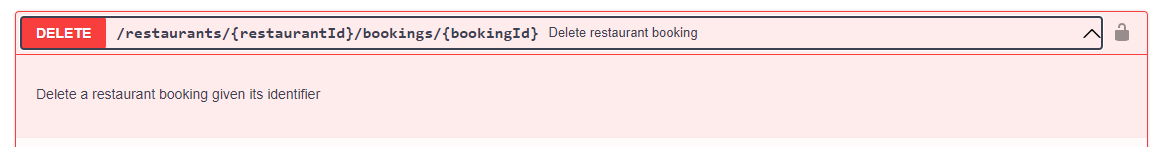 DELETE /restaurants/{restaurantId}/bookings/{bookingId} Delete restaurant booking
Delete a restaurant booking given its identifier